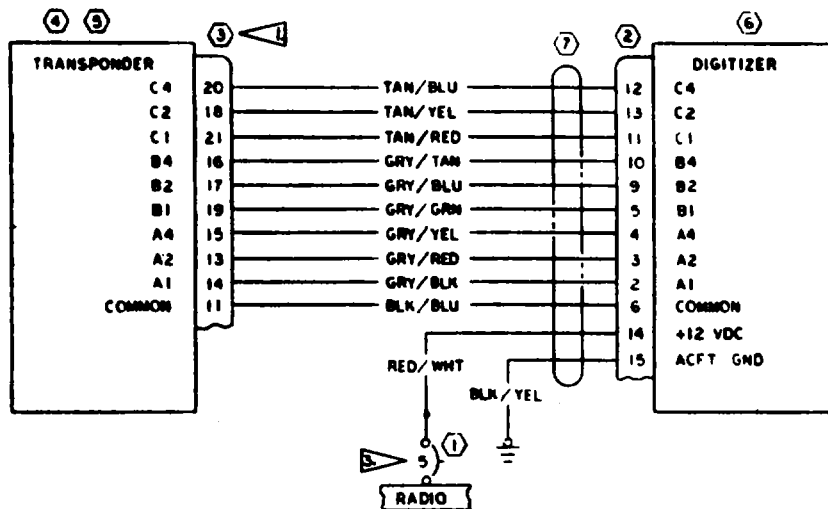 4 5 3 1 7 2 6
TRANSPONDER DIGITIZER
C4 20 TAN/BLU 12 C4
C2 18 TAN/YEL 13 C2
C1 21 TAN/RED 11 C1
B4 16 GRY/TAN 10 B4
B2 17 GRY/BLU 9 B2
B1 19 GRY/GRN 5 B1
A4 15 GRY/YEL 4 A4
A2 13 GRY/RED 3 A2
A1 14 GRY/BLK 2 A1
COMMON 11 BLK/BLU 6 COMMON
14 +12 VDC
RED/WHT 15 ACFT GND
BLK/YEL
3 5 1
RADIO